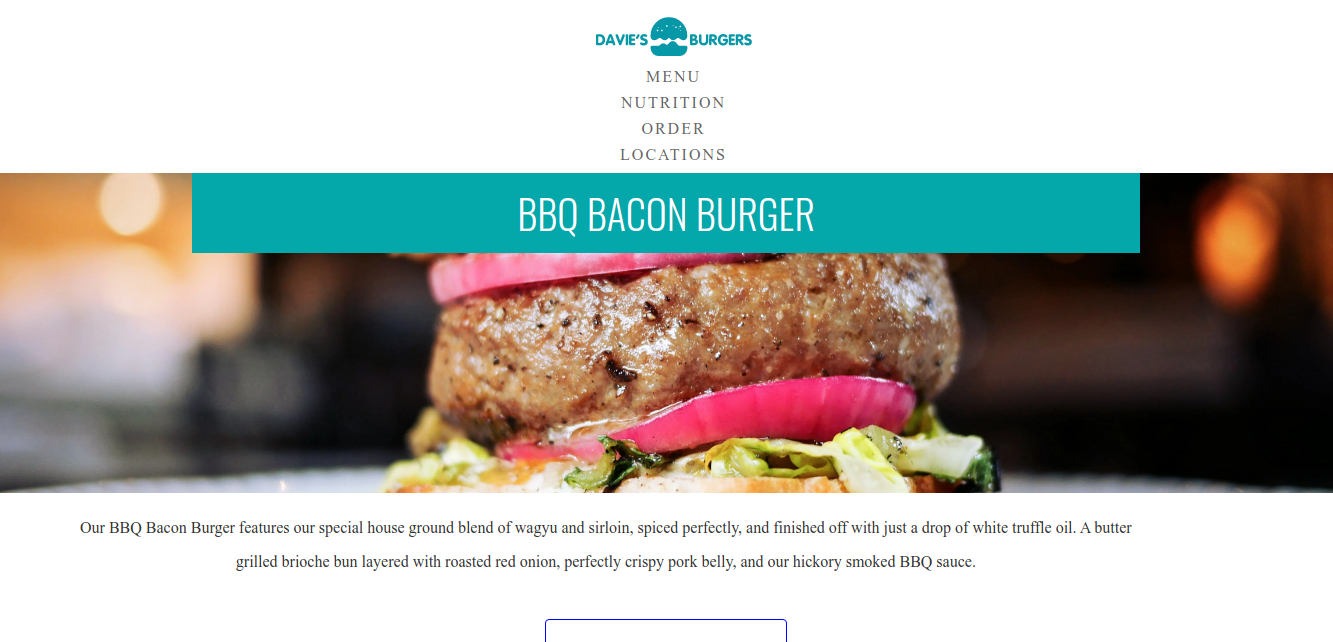 DAVIE'S BURGERS
MENU
NUTRITION
ORDER
LOCATIONS
BBQ BACON BURGER
Our BBQ Bacon Burger features our special house ground blend of wagyu and sirloin, spiced perfectly, and finished off with just a drop of white truffle oil. A butter
grilled brioche bun layered with roasted red onion, perfectly crispy pork belly, and our hickory smoked BBQ sauce.